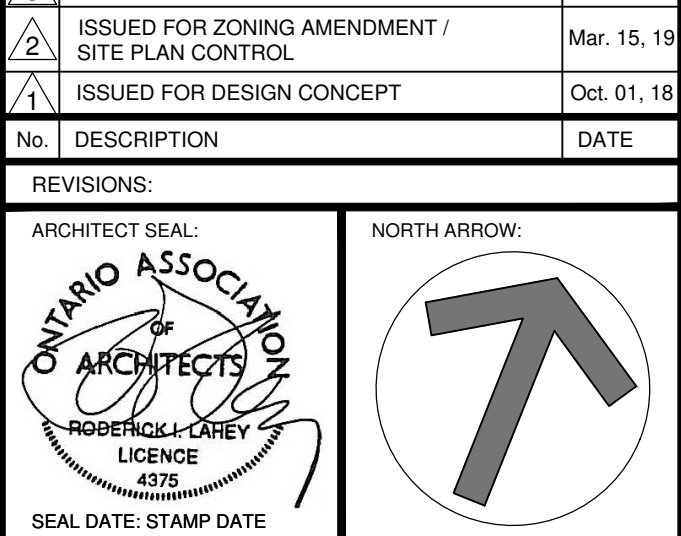 2 ISSUED FOR ZONING AMENDMENT / Mar. 15, 19
SITE PLAN CONTROL
1 ISSUED FOR DESIGN CONCEPT Oct. 01, 18
No. DESCRIPTION DATE
REVISIONS:
ARCHITECT SEAL:
ONTARIO ASSOCIATION
OF
ARCHITECTS
RODERICK I. LAHEY
LICENCE
4375
SEAL DATE: STAMP DATE
NORTH ARROW: